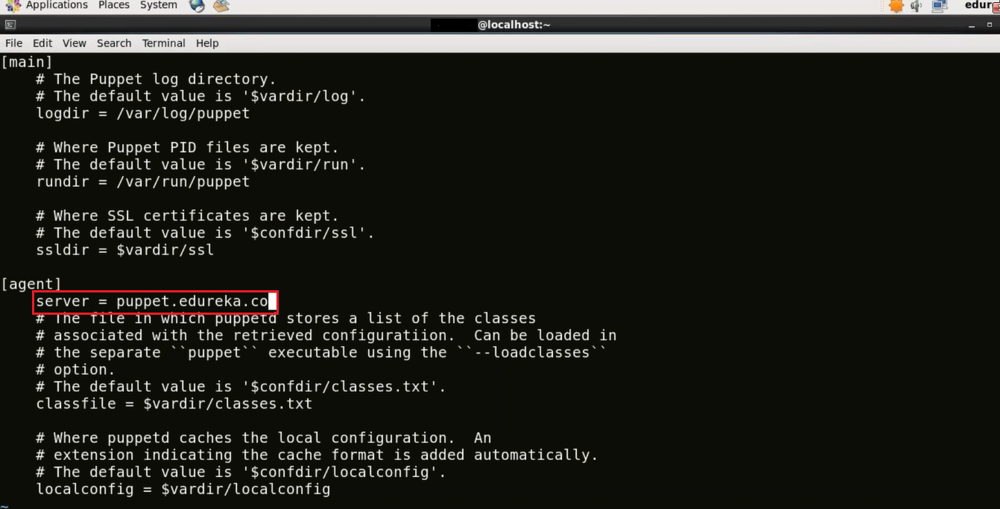 Applications Places System
edur
@localhost:~
File Edit View Search Terminal Help
[main]
    # The Puppet log directory.
    # The default value is '$vardir/log'.
    logdir = /var/log/puppet

    # Where Puppet PID files are kept.
    # The default value is '$vardir/run'.
    rundir = /var/run/puppet

    # Where SSL certificates are kept.
    # The default value is '$confdir/ssl'.
    ssldir = $vardir/ssl

[agent]
    server = puppet.edureka.co
    # The file in which puppetd stores a list of the classes
    # associated with the retrieved configuratiion.  Can be loaded in
    # the separate ``puppet`` executable using the ``--loadclasses``
    # option.
    # The default value is '$confdir/classes.txt'.
    classfile = $vardir/classes.txt

    # Where puppetd caches the local configuration.  An
    # extension indicating the cache format is added automatically.
    # The default value is '$confdir/localconfig'.
    localconfig = $vardir/localconfig
~